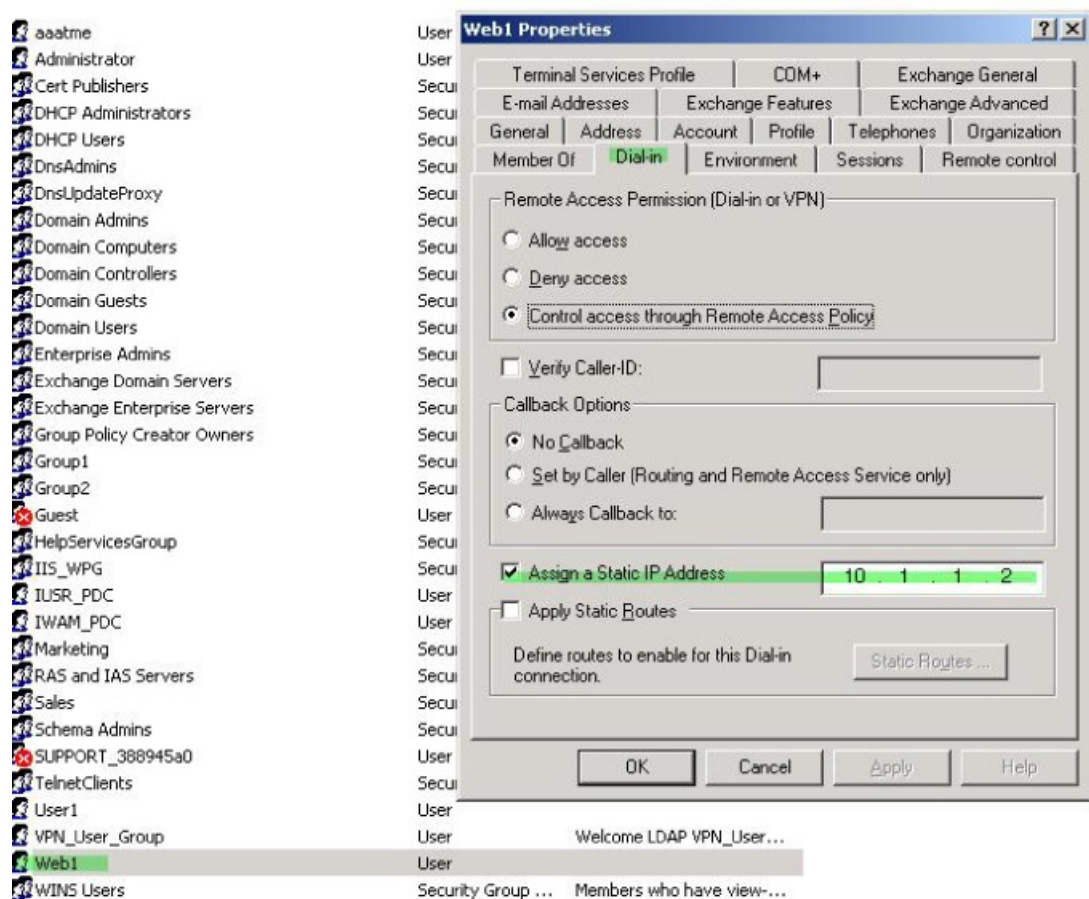 aaatme User
Administrator User
Cert Publishers Secu
DHCP Administrators Secu
DHCP Users Secu
DnsAdmins Secu
DnsUpdateProxy Secu
Domain Admins Secu
Domain Computers Secu
Domain Controllers Secu
Domain Guests Secu
Domain Users Secu
Enterprise Admins Secu
Exchange Domain Servers Secu
Exchange Enterprise Servers Secu
Group Policy Creator Owners Secu
Group1 Secu
Group2 Secu
Guest User
HelpServicesGroup Secu
IIS_WPG Secu
IUSR_PDC User
IWAM_PDC User
Marketing Secu
RAS and IAS Servers Secu
Sales Secu
Schema Admins Secu
SUPPORT_388945a0 User
TelnetClients Secu
User1 User
VPN_User_Group User Welcome LDAP VPN_User...
Web1 User
WINS Users Security Group ... Members who have view-...
Web1 Properties
Terminal Services Profile COM+ Exchange General
E-mail Addresses Exchange Features Exchange Advanced
General Address Account Profile Telephones Organization
Member Of Dial-in Environment Sessions Remote control
Remote Access Permission (Dial-in or VPN)
Allow access
Deny access
Control access through Remote Access Policy
Verify Caller-ID:
Callback Options
No Callback
Set by Caller (Routing and Remote Access Service only)
Always Callback to:
Assign a Static IP Address 10 . 1 . 1 . 2
Apply Static Routes
Define routes to enable for this Dial-in
connection.
Static Routes ...
OK Cancel Apply Help